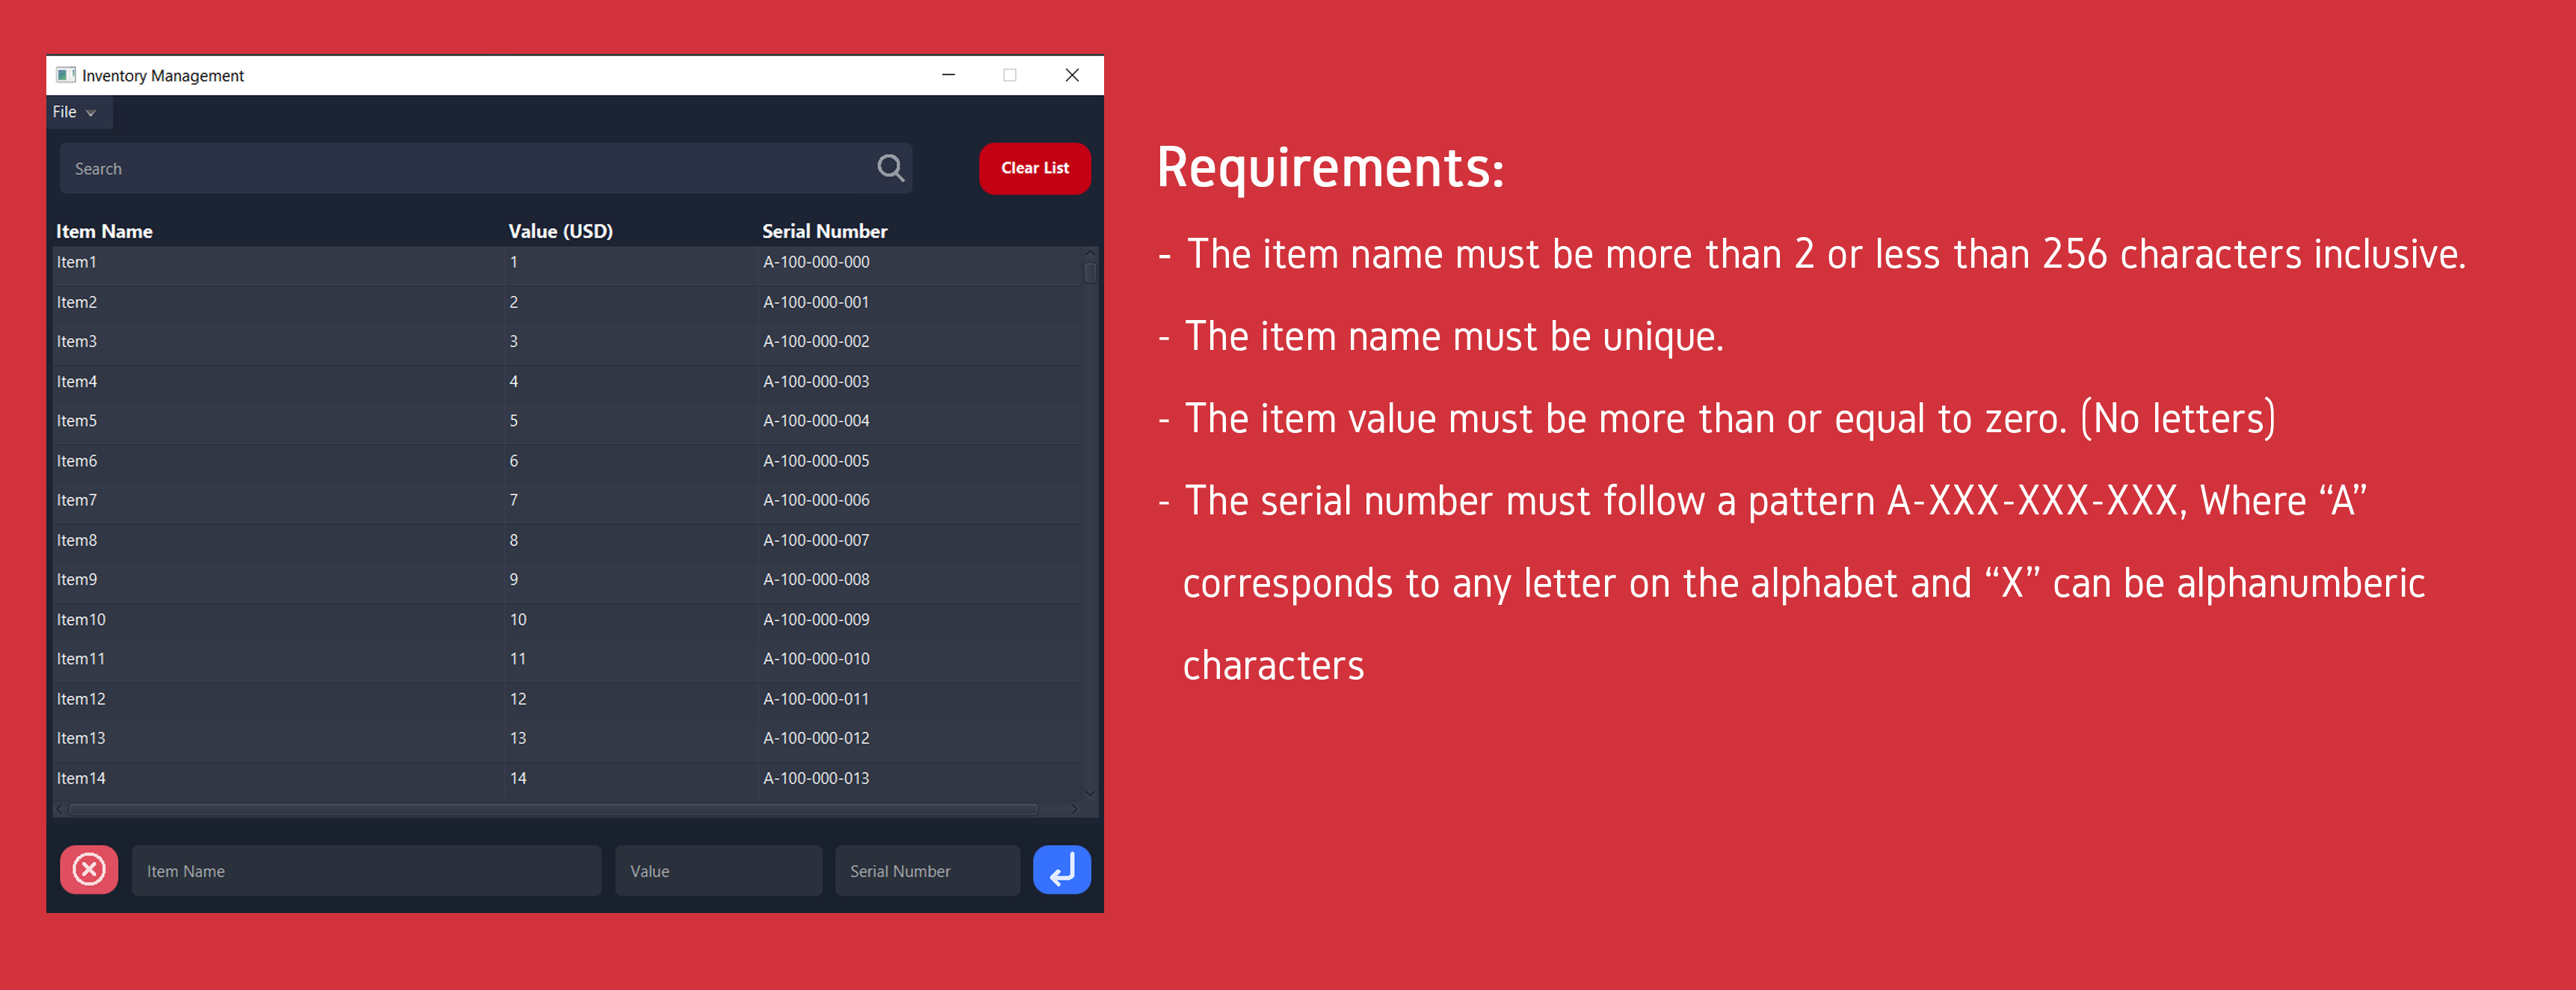 Inventory Management
File
Search
Clear List
Item Name Value (USD) Serial Number
Item1 1 A-100-000-000
Item2 2 A-100-000-001
Item3 3 A-100-000-002
Item4 4 A-100-000-003
Item5 5 A-100-000-004
Item6 6 A-100-000-005
Item7 7 A-100-000-006
Item8 8 A-100-000-007
Item9 9 A-100-000-008
Item10 10 A-100-000-009
Item11 11 A-100-000-010
Item12 12 A-100-000-011
Item13 13 A-100-000-012
Item14 14 A-100-000-013
Item Name Value Serial Number
Requirements:
- The item name must be more than 2 or less than 256 characters inclusive.
- The item name must be unique.
- The item value must be more than or equal to zero. (No letters)
- The serial number must follow a pattern A-XXX-XXX-XXX, Where “A”
corresponds to any letter on the alphabet and “X” can be alphanumberic
characters